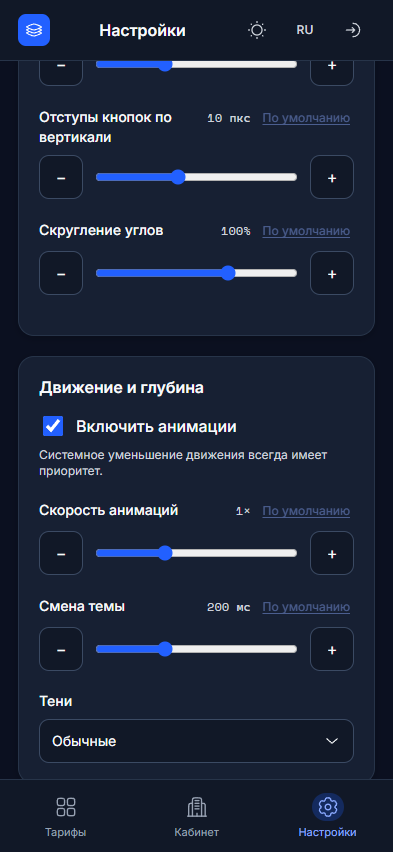 Настройки
RU
– +
Отступы кнопок по 10 пкс По умолчанию
вертикали
– +
Скругление углов 100% По умолчанию
– +
Движение и глубина
Включить анимации
Системное уменьшение движения всегда имеет
приоритет.
Скорость анимаций 1× По умолчанию
– +
Смена темы 200 мс По умолчанию
– +
Тени
Обычные
Тарифы Кабинет Настройки